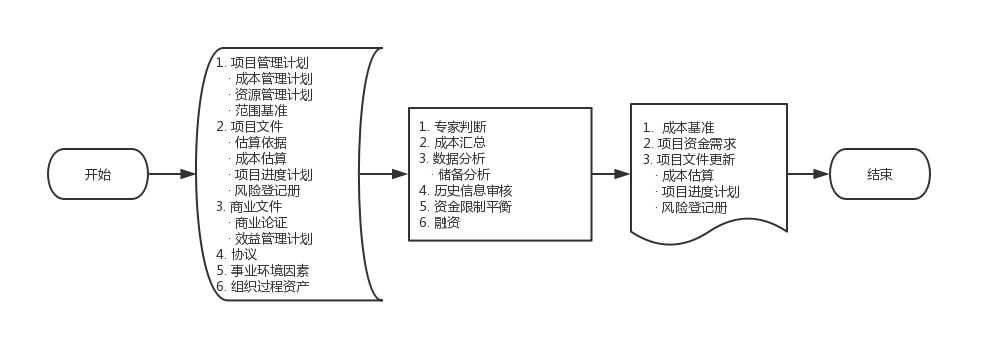 开始
1. 项目管理计划
· 成本管理计划
· 资源管理计划
· 范围基准
2. 项目文件
· 估算依据
· 成本估算
· 项目进度计划
· 风险登记册
3. 商业文件
· 商业论证
· 效益管理计划
4. 协议
5. 事业环境因素
6. 组织过程资产
1. 专家判断
2. 成本汇总
3. 数据分析
· 储备分析
4. 历史信息审核
5. 资金限制平衡
6. 融资
1. 成本基准
2. 项目资金需求
3. 项目文件更新
· 成本估算
· 项目进度计划
· 风险登记册
结束